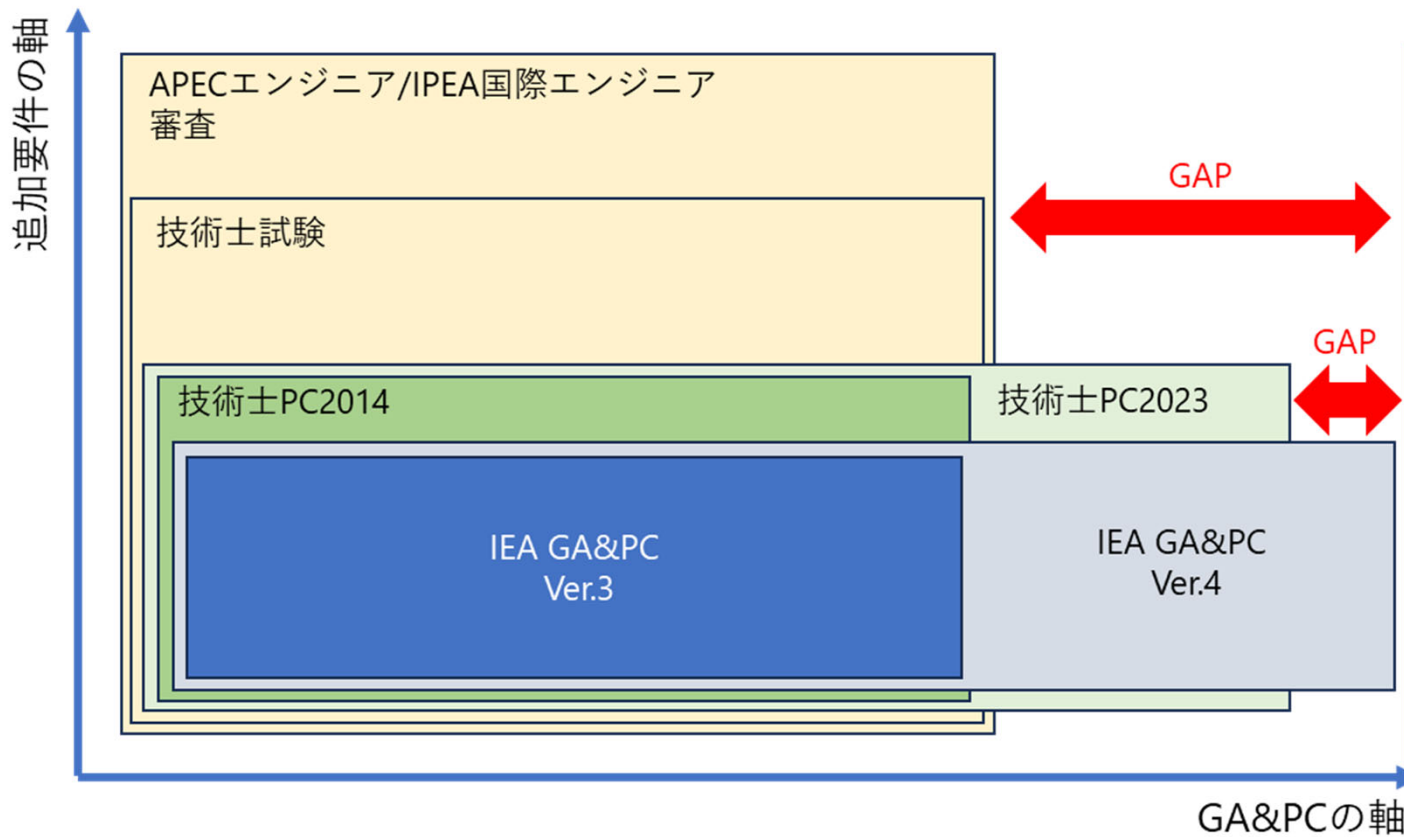 追加要件の軸
APECエンジニア/IPEA国際エンジニア
審査
GAP
技術士試験
GAP
技術士PC2014
技術士PC2023
IEA GA&PC
Ver.3
IEA GA&PC
Ver.4
GA&PCの軸